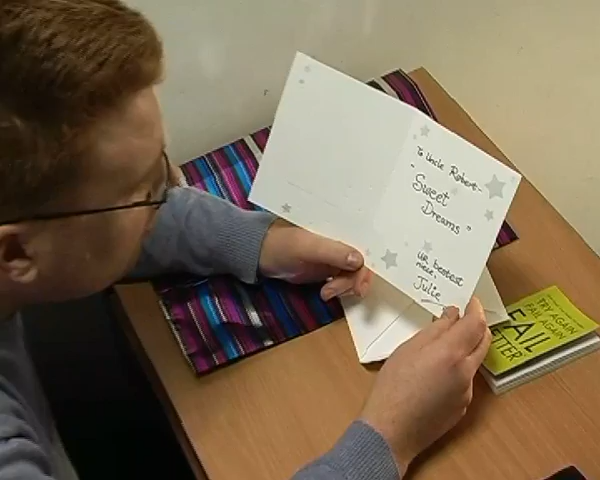 To Uncle Robert-
"Sweet
Dreams"
UR bestest
niece,
Julie
TRY AGAIN
FAIL AGAIN
FAIL
BETTER